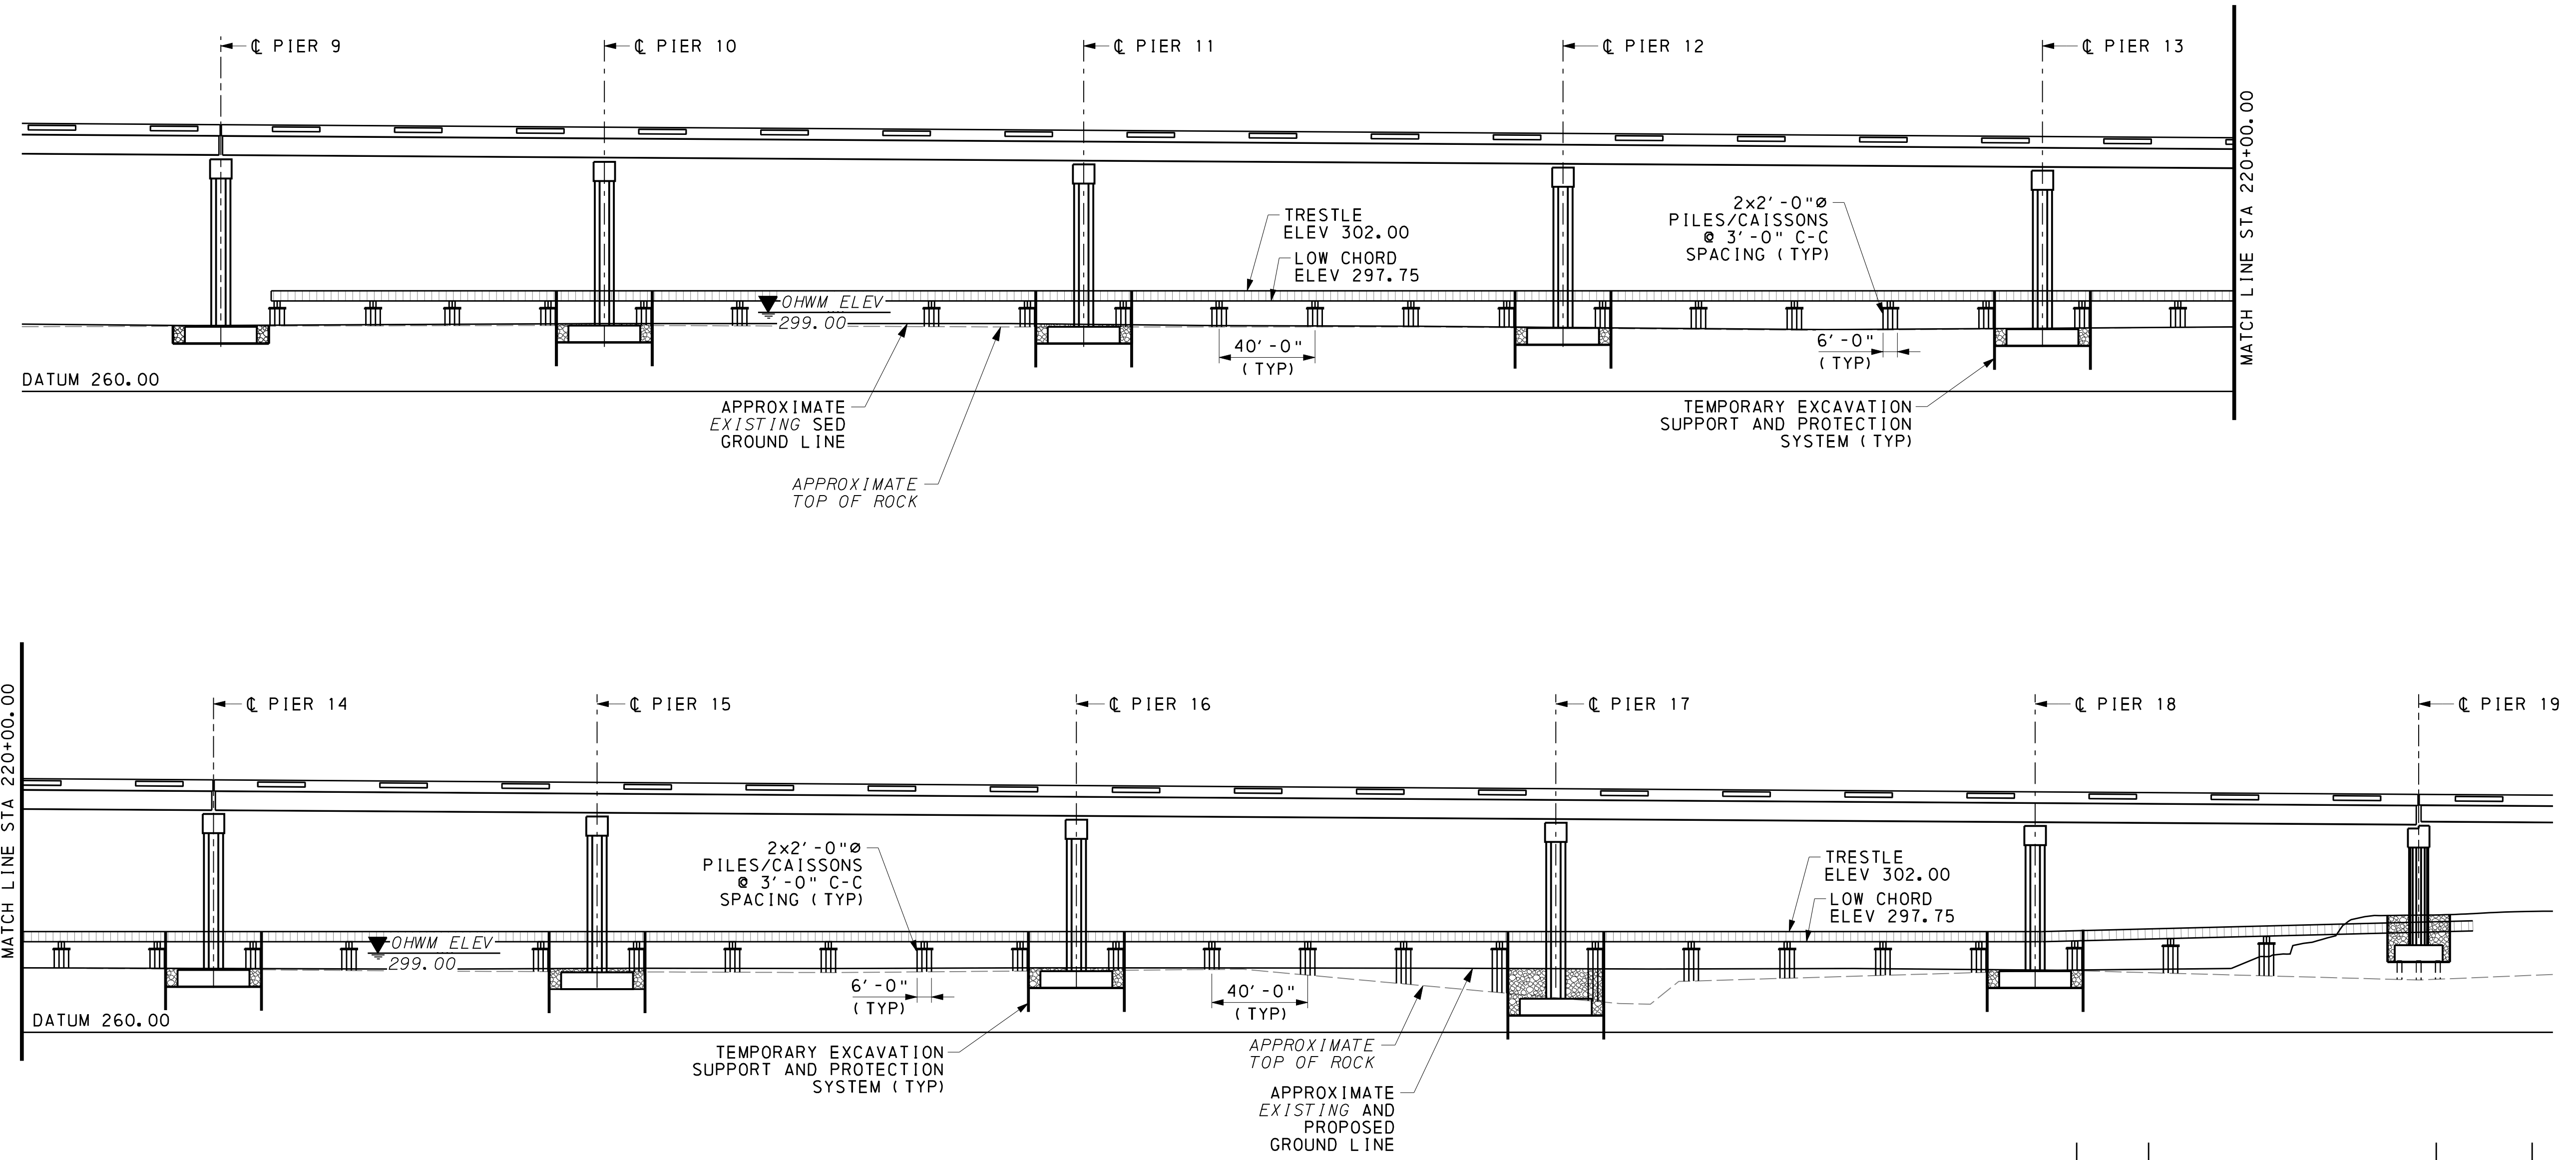 ℄ PIER 9
℄ PIER 10
℄ PIER 11
℄ PIER 12
℄ PIER 13
MATCH LINE STA 220+00.00
TRESTLE
ELEV 302.00
LOW CHORD
ELEV 297.75
2x2'-0"Ø
PILES/CAISSONS
@ 3'-0" C-C
SPACING (TYP)
OHWM ELEV
299.00
40'-0"
(TYP)
6'-0"
(TYP)
DATUM 260.00
APPROXIMATE
EXISTING SED
GROUND LINE
APPROXIMATE
TOP OF ROCK
TEMPORARY EXCAVATION
SUPPORT AND PROTECTION
SYSTEM (TYP)
MATCH LINE STA 220+00.00
℄ PIER 14
℄ PIER 15
℄ PIER 16
℄ PIER 17
℄ PIER 18
℄ PIER 19
2x2'-0"Ø
PILES/CAISSONS
@ 3'-0" C-C
SPACING (TYP)
TRESTLE
ELEV 302.00
LOW CHORD
ELEV 297.75
OHWM ELEV
299.00
6'-0"
(TYP)
40'-0"
(TYP)
DATUM 260.00
TEMPORARY EXCAVATION
SUPPORT AND PROTECTION
SYSTEM (TYP)
APPROXIMATE
TOP OF ROCK
APPROXIMATE
EXISTING AND
PROPOSED
GROUND LINE